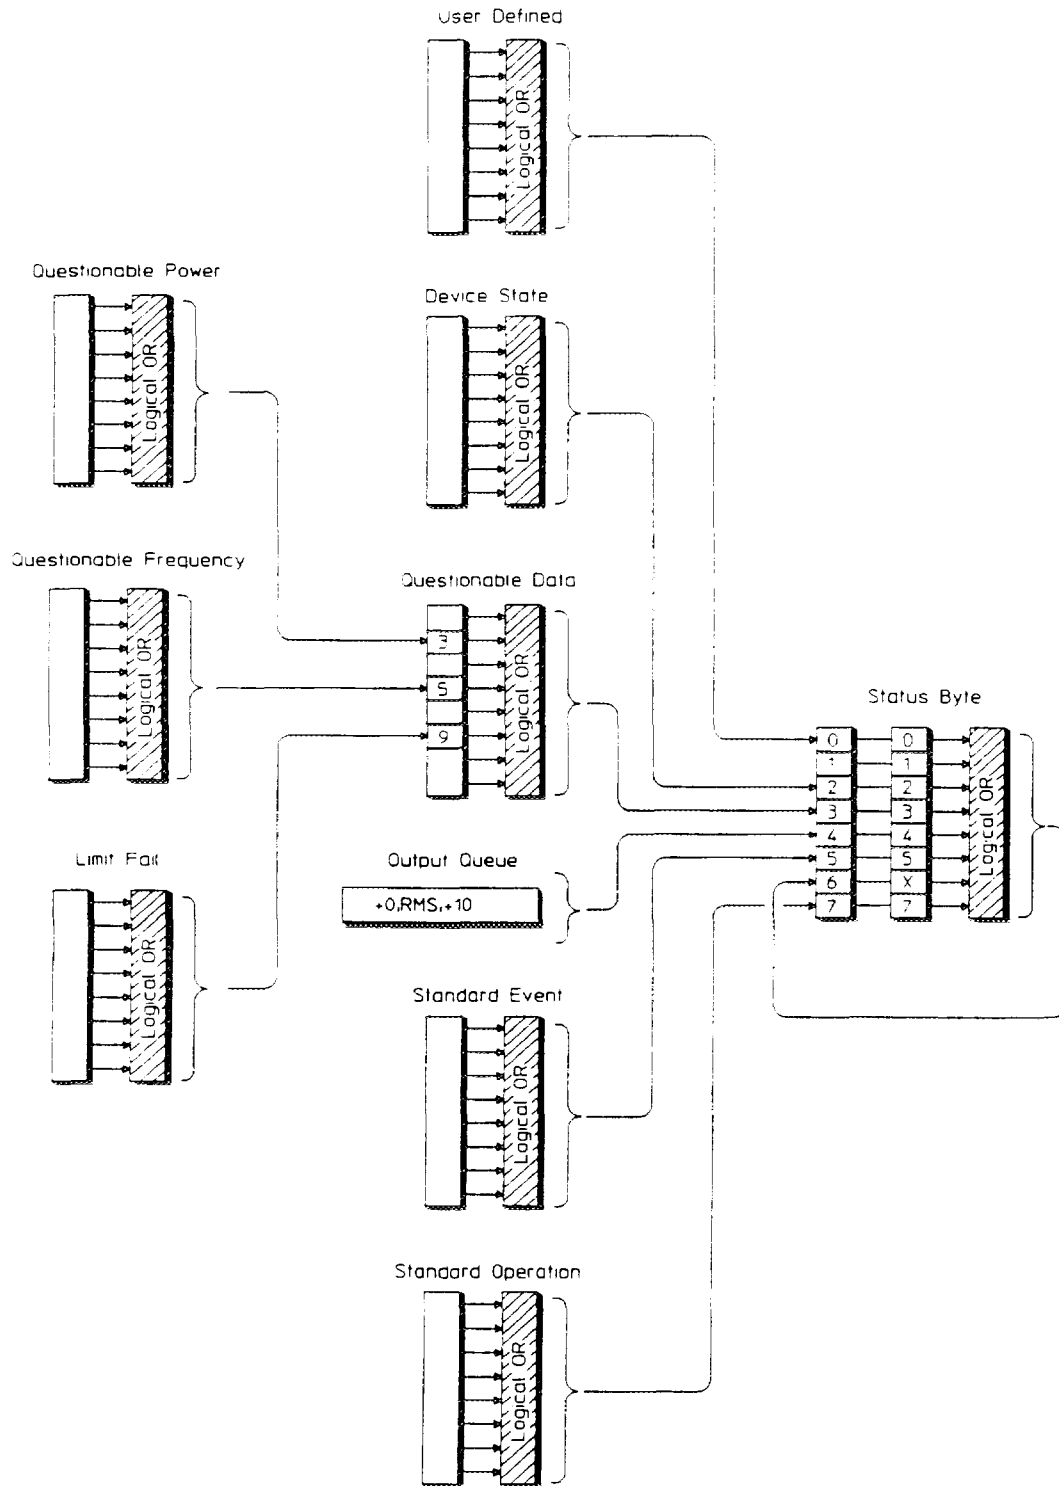 User Defined
Logical OR
Questionable Power
Logical OR
Device State
Logical OR
Questionable Frequency
Logical OR
Questionable Data
3
5
9
Logical OR
Status Byte
0 0
1 1
2 2
3 3
4 4
5 5
6 X
7 7
Logical OR
Limit Fail
Logical OR
Output Queue
+0,RMS,+10
Standard Event
Logical OR
Standard Operation
Logical OR